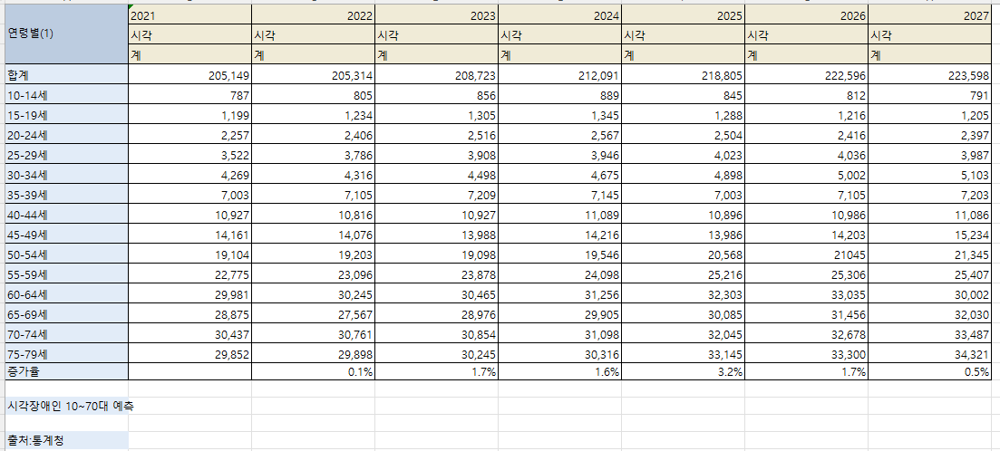 연령별(1) 2021 2022 2023 2024 2025 2026 2027
시각 시각 시각 시각 시각 시각 시각
계 계 계 계 계 계 계
합계 205,149 205,314 208,723 212,091 218,805 222,596 223,598
10-14세 787 805 856 889 845 812 791
15-19세 1,199 1,234 1,305 1,345 1,288 1,216 1,205
20-24세 2,257 2,406 2,516 2,567 2,504 2,416 2,397
25-29세 3,522 3,786 3,908 3,946 4,023 4,036 3,987
30-34세 4,269 4,316 4,498 4,675 4,898 5,002 5,103
35-39세 7,003 7,105 7,209 7,145 7,003 7,105 7,203
40-44세 10,927 10,816 10,927 11,089 10,896 10,986 11,086
45-49세 14,161 14,076 13,988 14,216 13,986 14,203 15,234
50-54세 19,104 19,203 19,098 19,546 20,568 21045 21,345
55-59세 22,775 23,096 23,878 24,098 25,216 25,306 25,407
60-64세 29,981 30,245 30,465 31,256 32,303 33,035 30,002
65-69세 28,875 27,567 28,976 29,905 30,085 31,456 32,030
70-74세 30,437 30,761 30,854 31,098 32,045 32,678 33,487
75-79세 29,852 29,898 30,245 30,316 33,145 33,300 34,321
증가율 0.1% 1.7% 1.6% 3.2% 1.7% 0.5%
시각장애인 10~70대 예측
출처:통계청